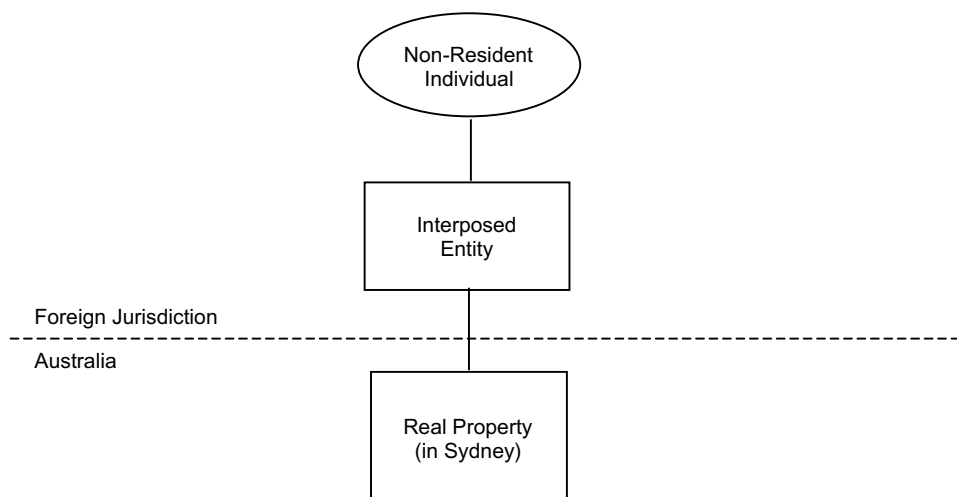 Non-Resident
Individual
Interposed
Entity
Foreign Jurisdiction
Australia
Real Property
(in Sydney)